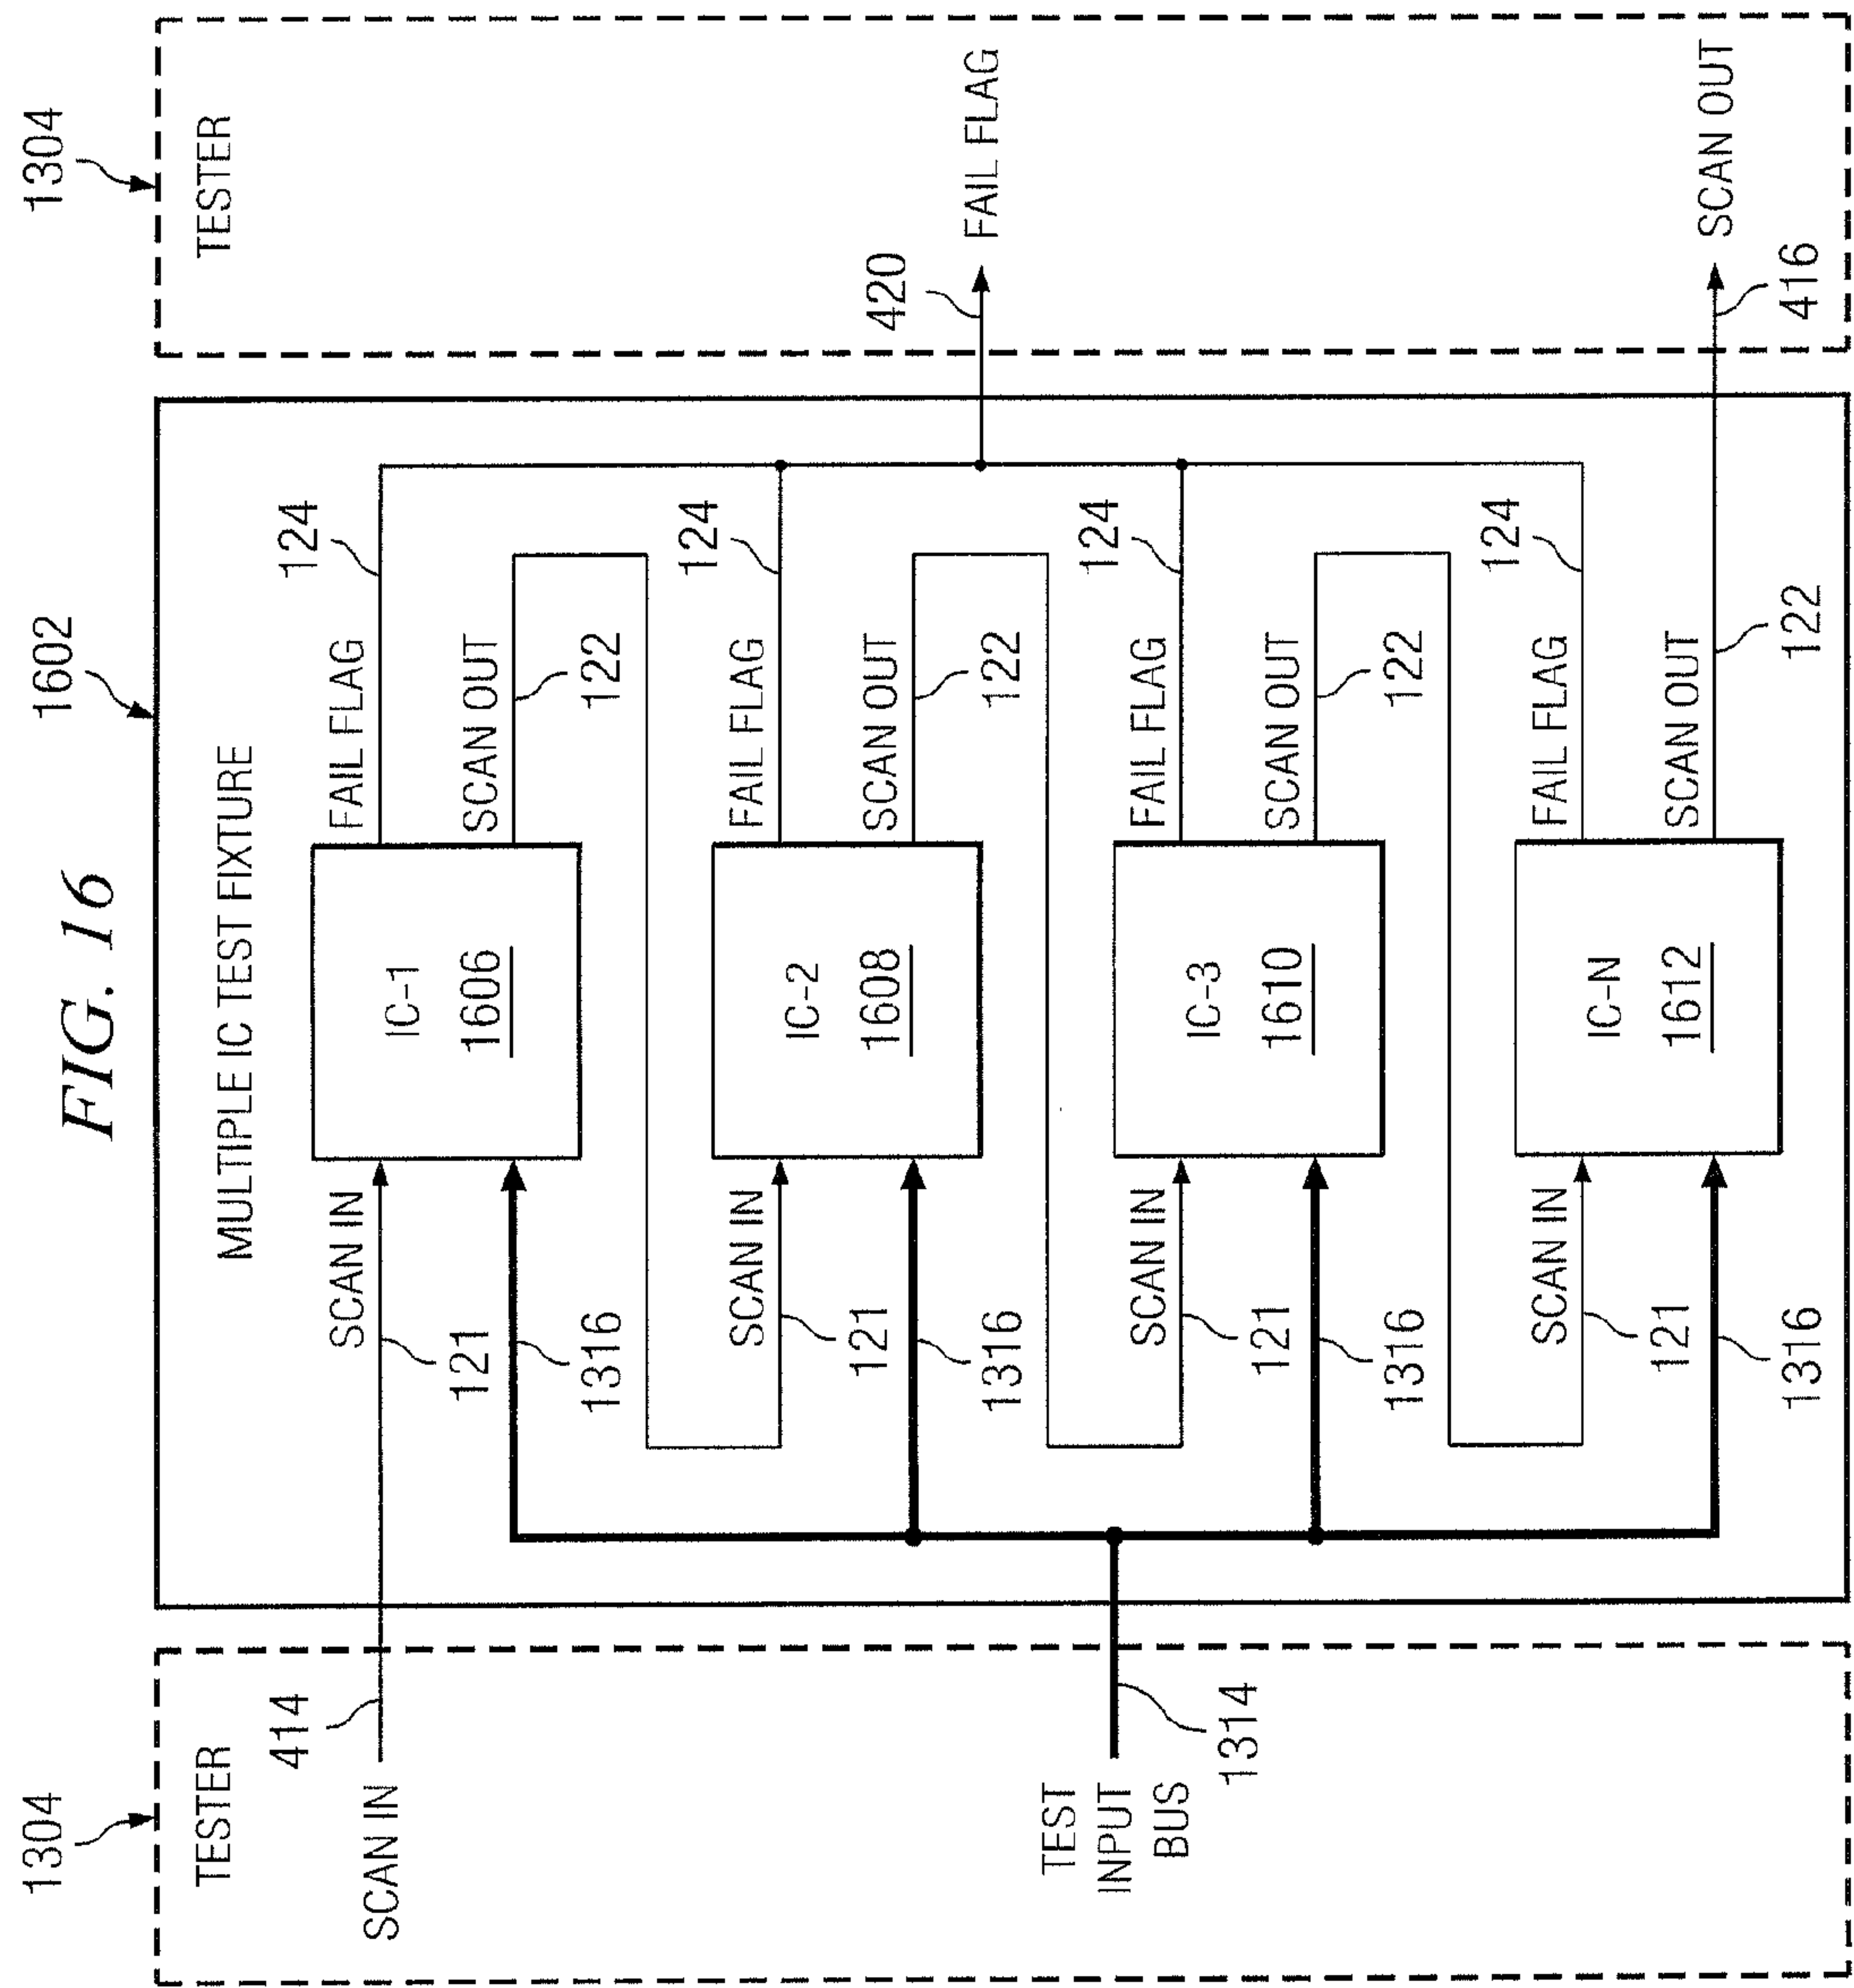 FIG. 16
1304
1602
1304
TESTER
MULTIPLE IC TEST FIXTURE
TESTER
414
SCAN IN
SCAN IN
121
1316
IC-1
1606
FAIL FLAG
124
SCAN OUT
122
SCAN IN
121
1316
IC-2
1608
FAIL FLAG
124
SCAN OUT
122
420
FAIL FLAG
TEST
INPUT
BUS
1314
SCAN IN
121
1316
IC-3
1610
FAIL FLAG
124
SCAN OUT
122
SCAN IN
121
1316
IC-N
1612
FAIL FLAG
124
SCAN OUT
122
416
SCAN OUT